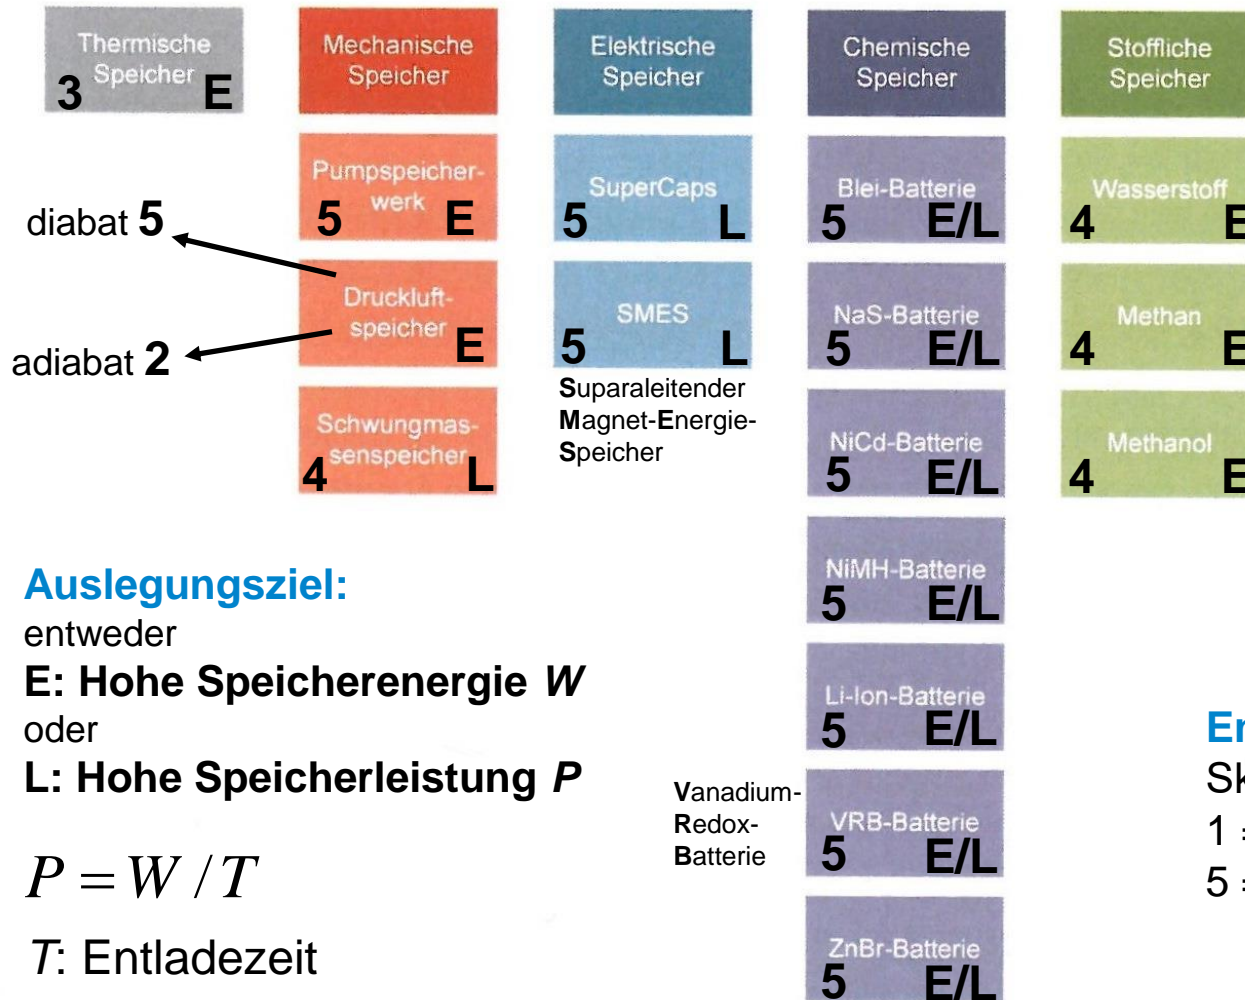 Thermische
Speicher
3 E
Mechanische
Speicher
Elektrische
Speicher
Chemische
Speicher
Stoffliche
Speicher
diabat 5
adiabat 2
Pumpspeicher-
werk
5 E
Druckluft-
speicher
E
Schwungmas-
senspeicher
4 L
SuperCaps
5 L
SMES
5 L
Suparaleitender
Magnet-Energie-
Speicher
Blei-Batterie
5 E/L
NaS-Batterie
5 E/L
NiCd-Batterie
5 E/L
NiMH-Batterie
5 E/L
Li-Ion-Batterie
5 E/L
Vanadium-
Redox-
Batterie
VRB-Batterie
5 E/L
ZnBr-Batterie
5 E/L
Wasserstoff
4 E
Methan
4 E
Methanol
4 E
Auslegungsziel:
entweder
E: Hohe Speicherenergie W
oder
L: Hohe Speicherleistung P
P = W / T
T: Entladezeit
1 =
5 =